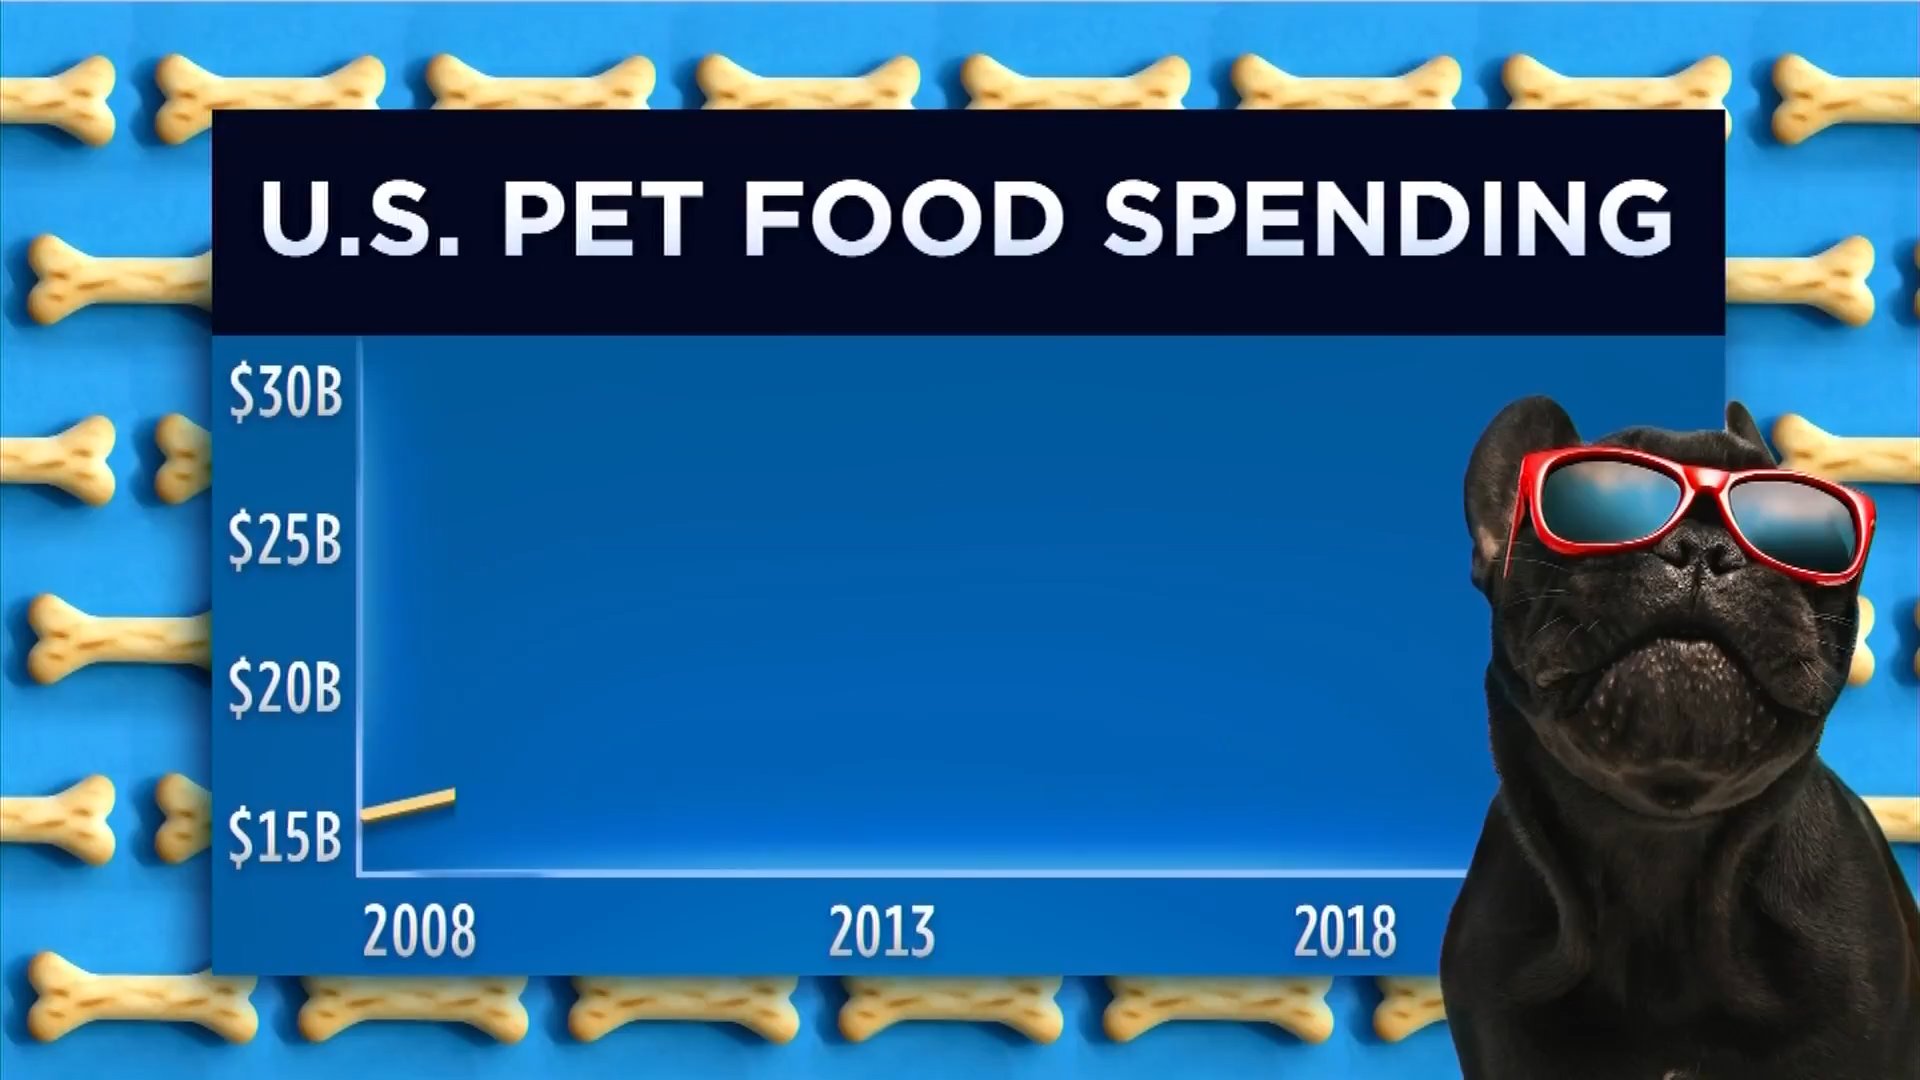 U.S. PET FOOD SPENDING
$30B
$25B
$20B
$15B
2008 2013 2018